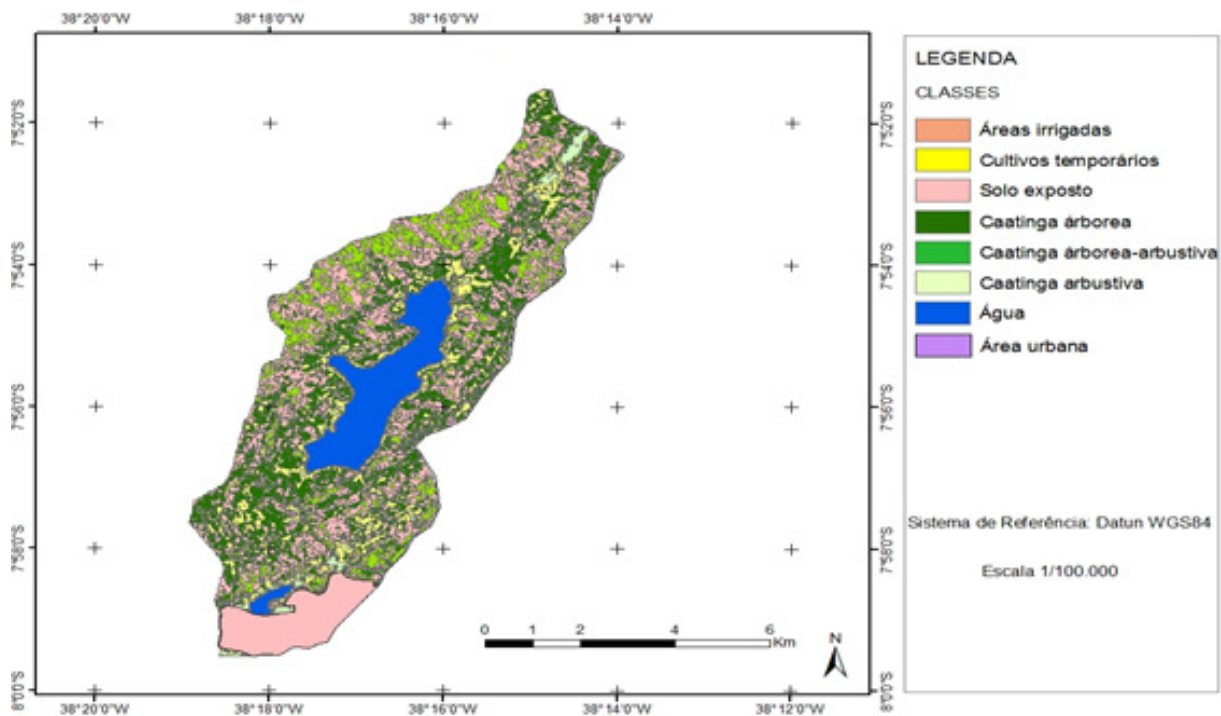 38°20'0"W 38°18'0"W 38°16'0"W 38°14'0"W
7°52'0"S
7°54'0"S
7°56'0"S
7°58'0"S
8°0'0"S
7°52'0"S
7°54'0"S
7°56'0"S
7°58'0"S
8°0'0"S
0 1 2 4 6
Km
N
38°20'0"W 38°18'0"W 38°16'0"W 38°14'0"W 38°12'0"W
LEGENDA
CLASSES
Áreas irrigadas
Cultivos temporários
Solo exposto
Caatinga árborea
Caatinga árborea-arbustiva
Caatinga arbustiva
Água
Área urbana
Sistema de Referência: Datun WGS84
Escala 1/100.000